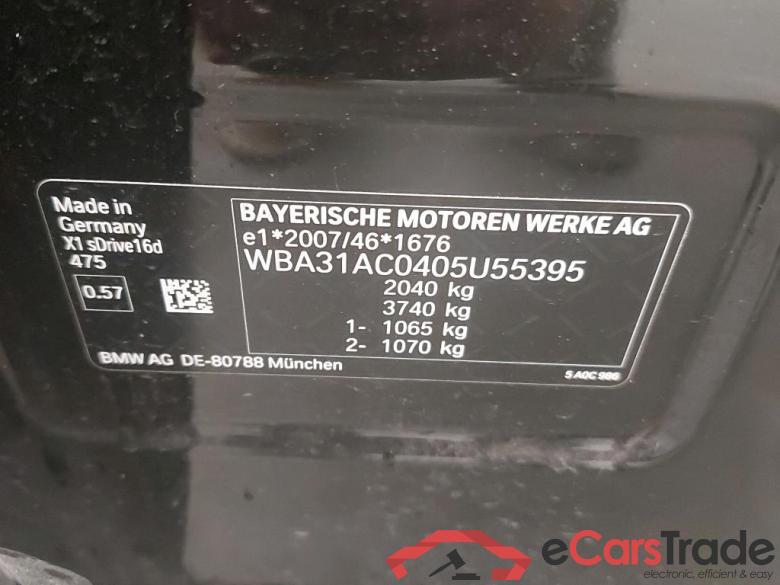 Made in
Germany
X1 sDrive16d
475
0.57
BAYERISCHE MOTOREN WERKE AG
e1*2007/46*1676
WBA31AC0405U55395
2040 kg
3740 kg
1- 1065 kg
2- 1070 kg
BMW AG DE-80788 München
5 A0C 986
eCarsTrade
electronic, efficient & easy